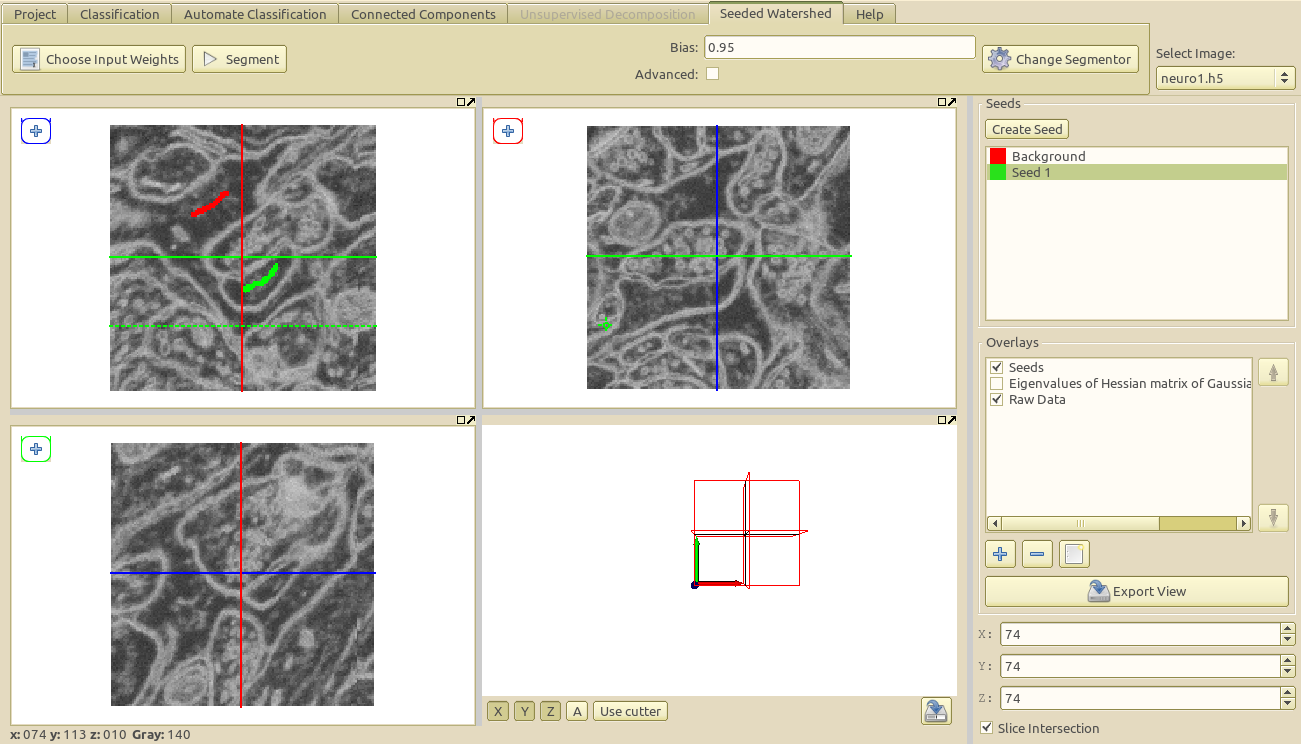 Project Classification Automate Classification Connected Components Unsupervised Decomposition Seeded Watershed Help
Choose Input Weights Segment Bias: 0.95 Change Segmentor
Advanced:
Select Image:
neuro1.h5
Seeds
Create Seed
Background
Seed 1
Overlays
Seeds
Eigenvalues of Hessian matrix of Gaussia
Raw Data
Export View
X: 74
Y: 74
Z: 74
Slice Intersection
X Y Z A Use cutter
x: 074 y: 113 z: 010 Gray: 140